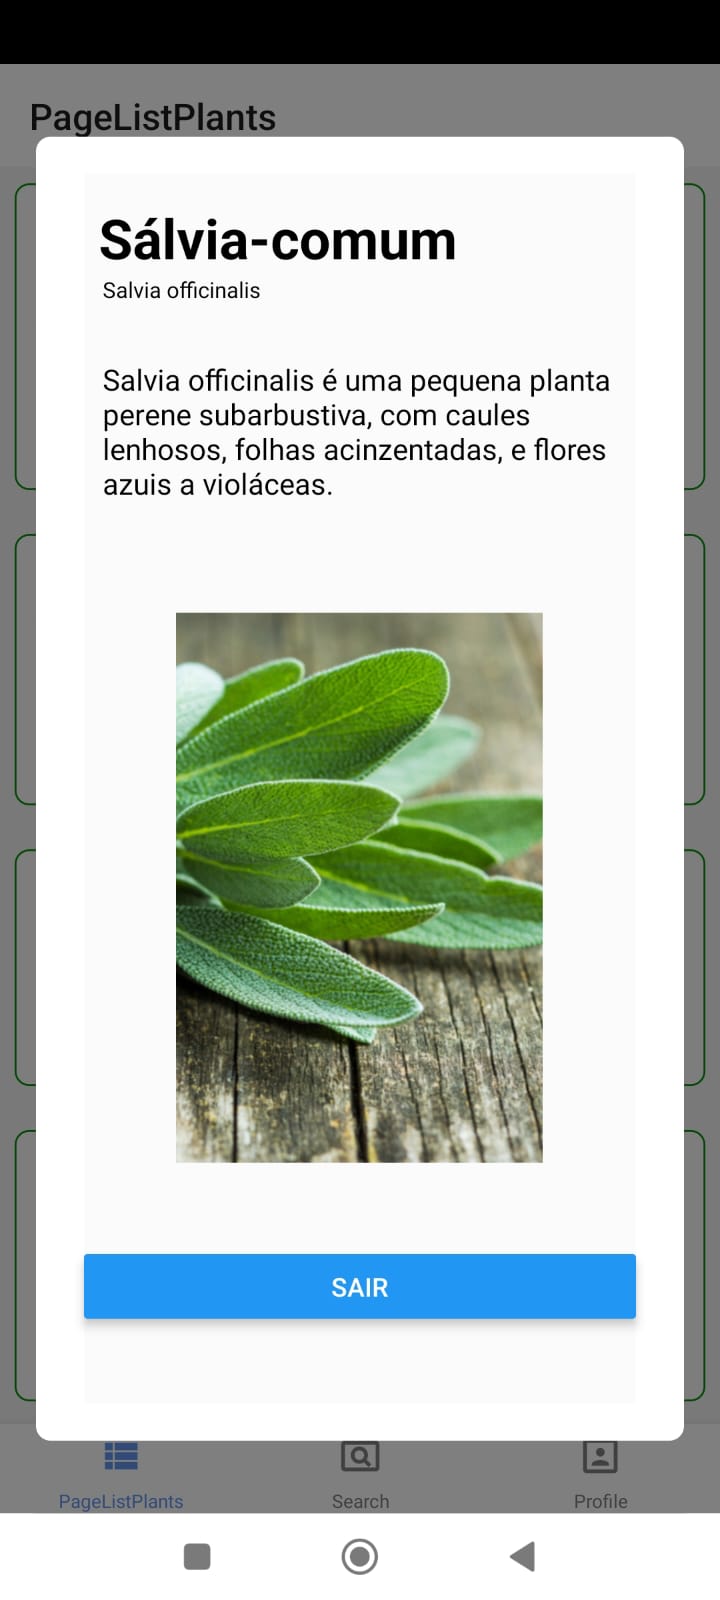 PageListPlants
Sálvia-comum
Salvia officinalis
Salvia officinalis é uma pequena planta
perene subarbustiva, com caules
lenhosos, folhas acinzentadas, e flores
azuis a violáceas.
SAIR
PageListPlants
Search
Profile